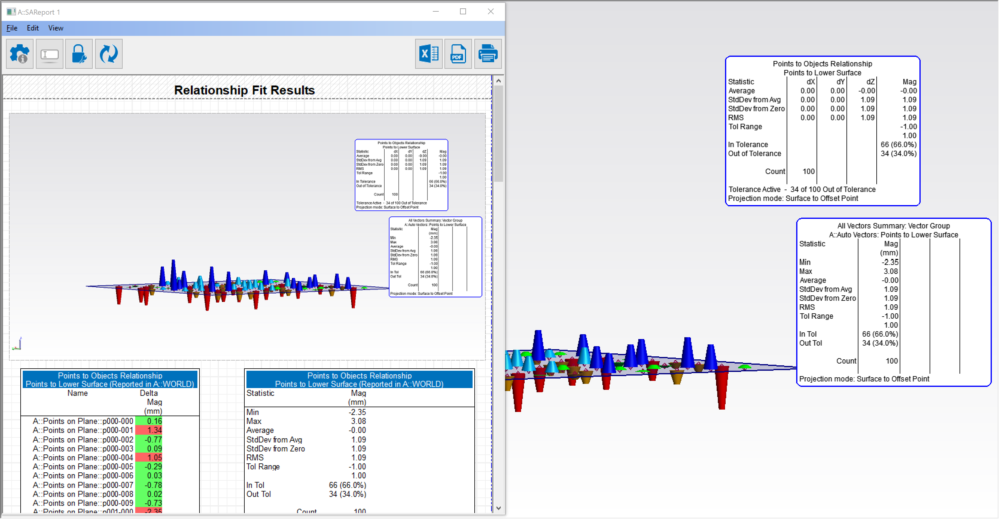 A::SAReport 1
File Edit View
X
PDF
Relationship Fit Results
Points to Objects Relationship
Points to Lower Surface
Statistic dX dY dZ Mag
Average 0.00 0.00 -0.00 -0.00
StdDev from Avg 0.00 0.00 1.09 1.09
StdDev from Zero 0.00 0.00 1.09 1.09
RMS 0.00 0.00 1.09 1.09
Tol Range -1.00
1.00
In Tolerance 66 (66.0%)
Out of Tolerance 34 (34.0%)
Count 100
Tolerance Active - 34 of 100 Out of Tolerance
Projection mode: Surface to Offset Point
All Vectors Summary: Vector Group
A::Auto Vectors: Points to Lower Surface
Statistic Mag
(mm)
Min -2.35
Max 3.08
Average -0.00
StdDev from Avg 1.09
StdDev from Zero 1.09
RMS 1.09
Tol Range -1.00
1.00
In Tol 66 (66.0%)
Out Tol 34 (34.0%)
Count 100
Projection mode: Surface to Offset Point
Points to Objects Relationship
Points to Lower Surface (Reported in A::WORLD)
Name Delta
Mag
(mm)
A::Points on Plane::p000-000 0.16
A::Points on Plane::p000-001 1.34
A::Points on Plane::p000-002 -0.77
A::Points on Plane::p000-003 0.09
A::Points on Plane::p000-004 1.05
A::Points on Plane::p000-005 -0.29
A::Points on Plane::p000-006 0.03
A::Points on Plane::p000-007 -0.78
A::Points on Plane::p000-008 0.02
A::Points on Plane::p000-009 -0.73
A::Points on Plane::p001-000 -2.35
Points to Objects Relationship
Points to Lower Surface (Reported in A::WORLD)
Statistic Mag
(mm)
Min -2.35
Max 3.08
Average -0.00
StdDev from Avg 1.09
StdDev from Zero 1.09
RMS 1.09
Tol Range -1.00
1.00
In Tol 66 (66.0%)
Out Tol 34 (34.0%)
Count 100
Points to Objects Relationship
Points to Lower Surface
Statistic dX dY dZ Mag
Average 0.00 0.00 -0.00 -0.00
StdDev from Avg 0.00 0.00 1.09 1.09
StdDev from Zero 0.00 0.00 1.09 1.09
RMS 0.00 0.00 1.09 1.09
Tol Range -1.00
1.00
In Tolerance 66 (66.0%)
Out of Tolerance 34 (34.0%)
Count 100
Tolerance Active - 34 of 100 Out of Tolerance
Projection mode: Surface to Offset Point
All Vectors Summary: Vector Group
A::Auto Vectors: Points to Lower Surface
Statistic Mag
(mm)
Min -2.35
Max 3.08
Average -0.00
StdDev from Avg 1.09
StdDev from Zero 1.09
RMS 1.09
Tol Range -1.00
1.00
In Tol 66 (66.0%)
Out Tol 34 (34.0%)
Count 100
Projection mode: Surface to Offset Point